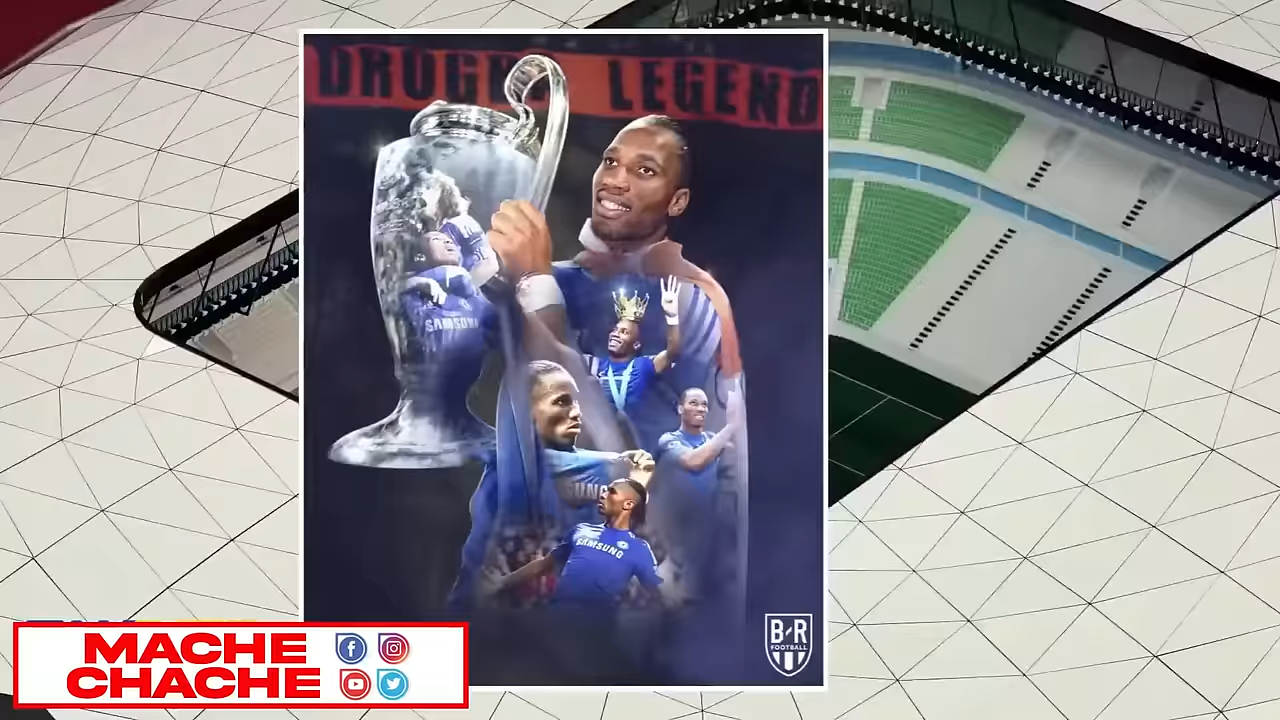 LEGEND
SAMSUNG
SAMSUNG
B/R
FOOTBALL
MACHE
CHACHE